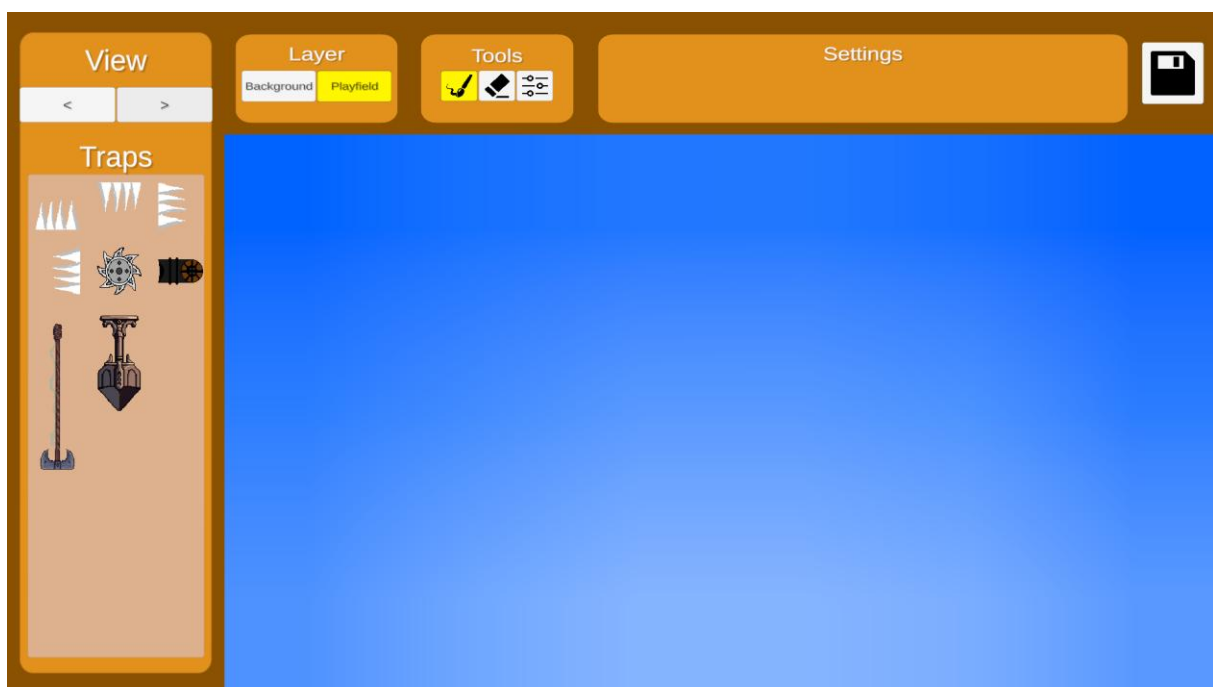 View
<
>
Traps
Layer
Background
Playfield
Tools
Settings